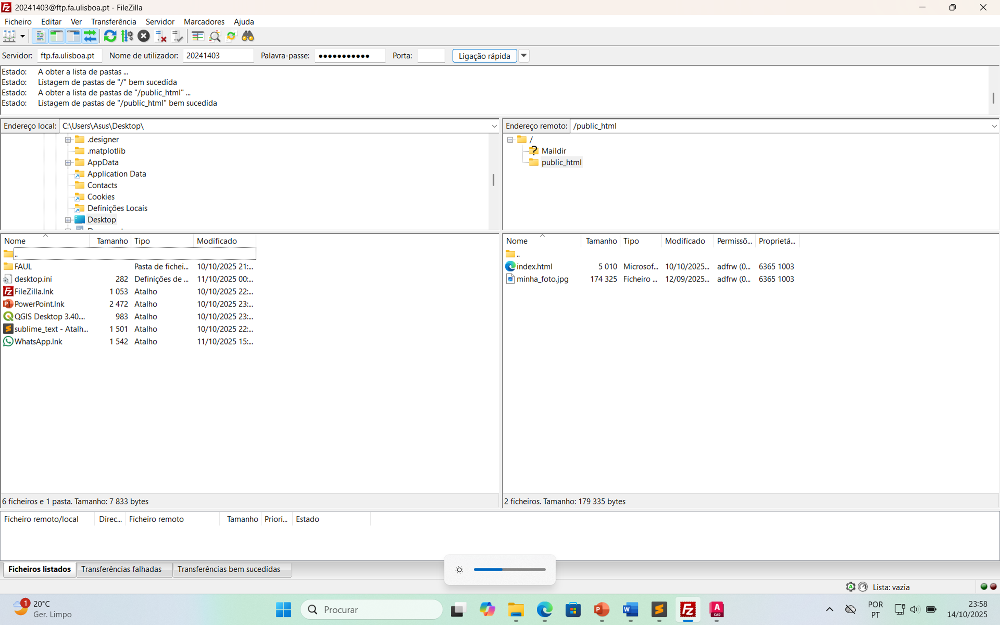 20241403@ftp.fa.ulisboa.pt - FileZilla
Ficheiro Editar Ver Transferência Servidor Marcadores Ajuda
Servidor: ftp.fa.ulisboa.pt Nome de utilizador: 20241403 Palavra-passe: ●●●●●●●●●●● Porta: Ligação rápida
Estado: A obter a lista de pastas ...
Estado: Listagem de pastas de "/" bem sucedida
Estado: A obter a lista de pastas de "/public_html" ...
Estado: Listagem de pastas de "/public_html" bem sucedida
Endereço local: C:\Users\Asus\Desktop\
.designer
.matplotlib
AppData
Application Data
Contacts
Cookies
Definições Locais
Desktop
Endereço remoto: /public_html
/
Maildir
public_html
Nome Tamanho Tipo Modificado
..
FAUL Pasta de fichei... 10/10/2025 21:...
desktop.ini 282 Definições de ... 11/10/2025 00:...
FileZilla.lnk 1 053 Atalho 10/10/2025 22:...
PowerPoint.lnk 2 472 Atalho 10/10/2025 23:...
QGIS Desktop 3.40.... 983 Atalho 10/10/2025 23:...
sublime_text - Atalh... 1 501 Atalho 10/10/2025 22:...
WhatsApp.lnk 1 542 Atalho 11/10/2025 15:...
6 ficheiros e 1 pasta. Tamanho: 7 833 bytes
Nome Tamanho Tipo Modificado Permissõ... Proprietá...
..
index.html 5 010 Microsof... 10/10/2025... adfrw (0... 6365 1003
minha_foto.jpg 174 325 Ficheiro ... 12/09/2025... adfrw (0... 6365 1003
2 ficheiros. Tamanho: 179 335 bytes
Ficheiro remoto/local Direc... Ficheiro remoto Tamanho Priori... Estado
Ficheiros listados Transferências falhadas Transferências bem sucedidas
Lista: vazia
1
20°C
Ger. Limpo
Procurar
A
CAD
POR
PT
23:58
14/10/2025